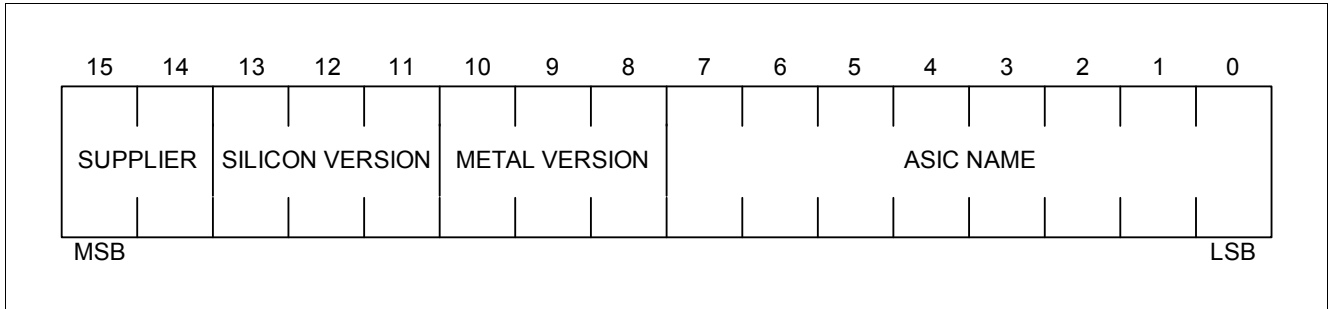 15 14 13 12 11 10 9 8 7 6 5 4 3 2 1 0
SUPPLIER SILICON VERSION METAL VERSION ASIC NAME
MSB LSB